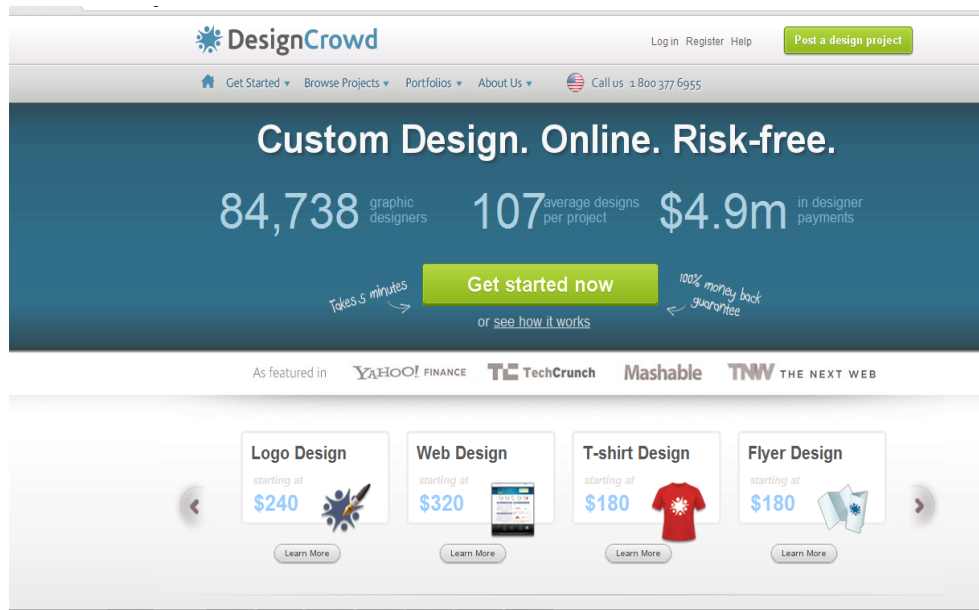 DesignCrowd
Log in Register Help Post a design project
Get Started Browse Projects Portfolios About Us Call us 1 800 377 6955
Custom Design. Online. Risk-free.
84,738 graphic designers 107 average designs per project $4.9m in designer payments
Takes 5 minutes Get started now 100% money back guarantee
or see how it works
As featured in YAHOO! FINANCE TC TechCrunch Mashable TNW THE NEXT WEB
Logo Design Web Design T-shirt Design Flyer Design
starting at starting at starting at starting at
$240 $320 $180 $180
Learn More Learn More Learn More Learn More